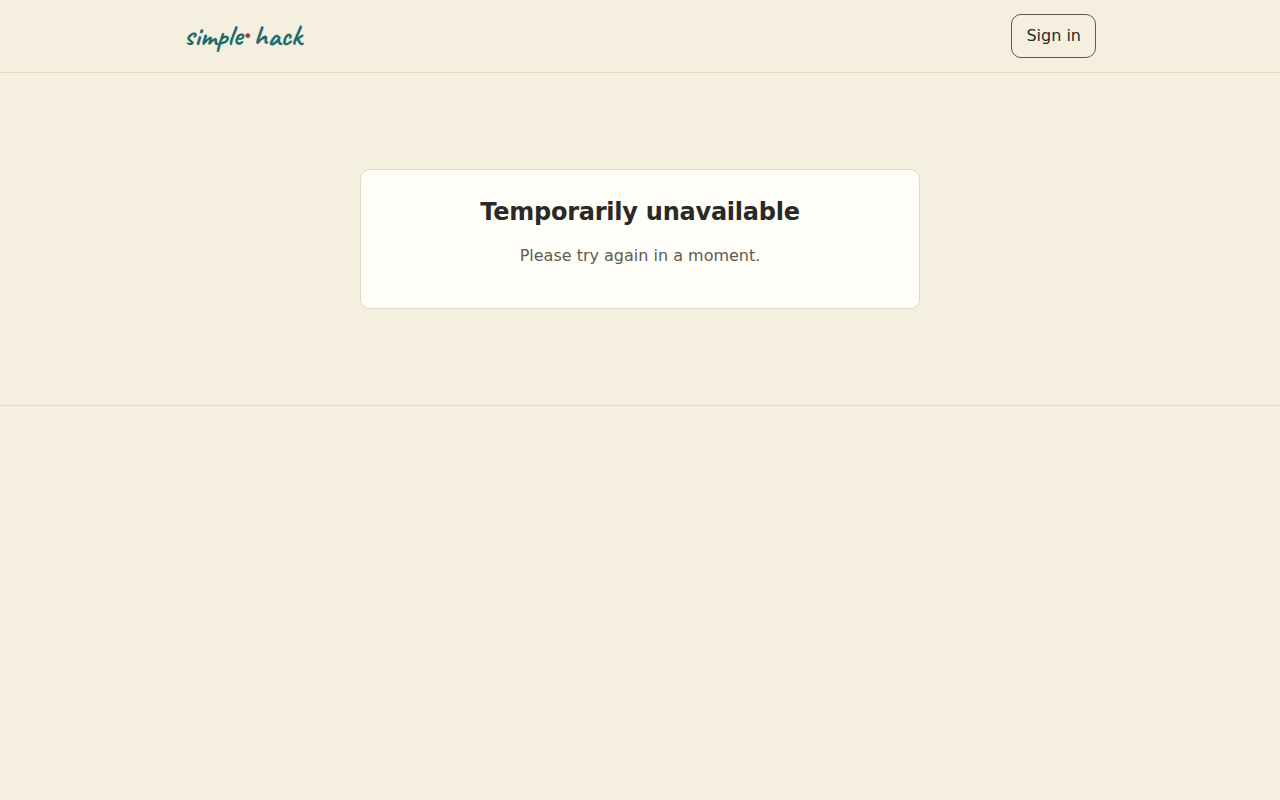 simple• hack
Sign in
Temporarily unavailable
Please try again in a moment.